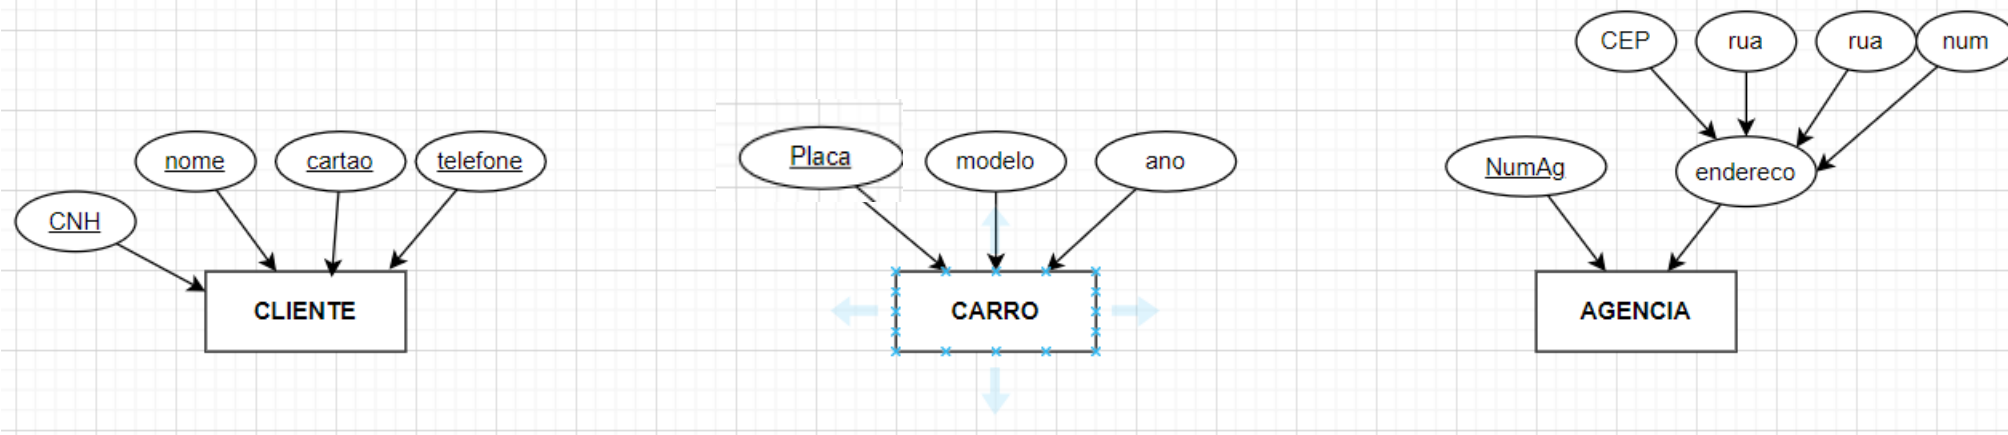 CEP
rua
rua
num
nome
cartao
telefone
Placa
modelo
ano
NumAg
endereco
CNH
CLIENTE
CARRO
AGENCIA